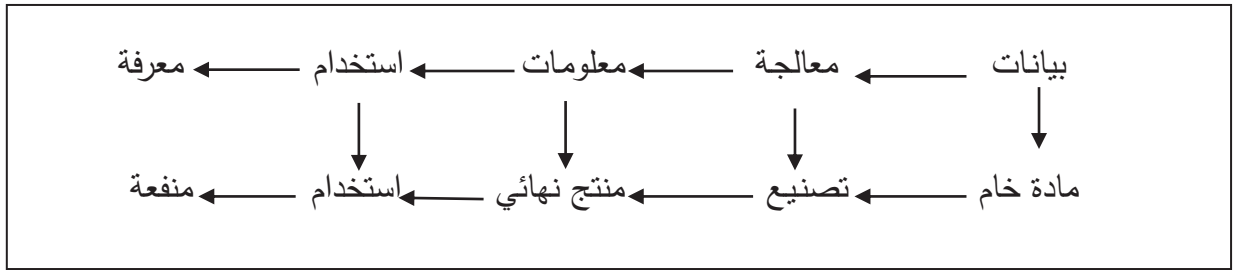 بيانات معالجة معلومات استخدام معرفة
مادة خام تصنيع منتج نهائي استخدام منفعة